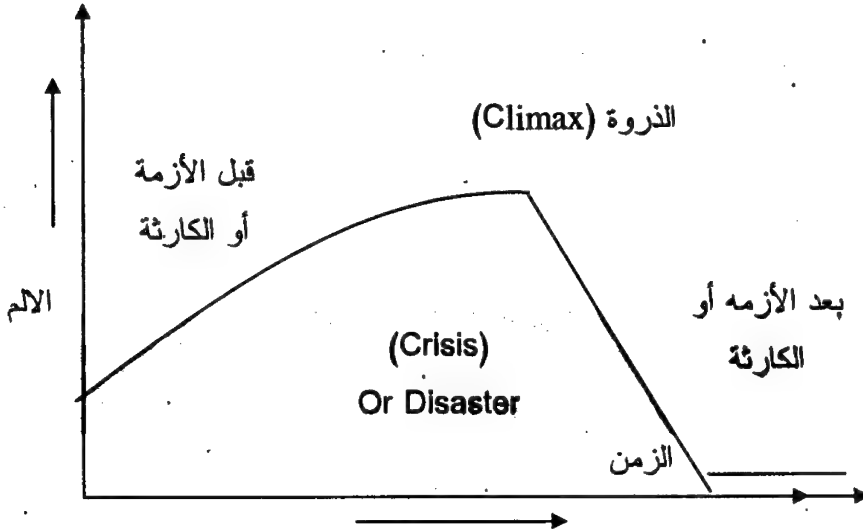 الذروة (Climax)
قبل الأزمة
أو الكارثة
الالم
بعد الأزمه أو
الكارثة
(Crisis)
Or Disaster
الزمن